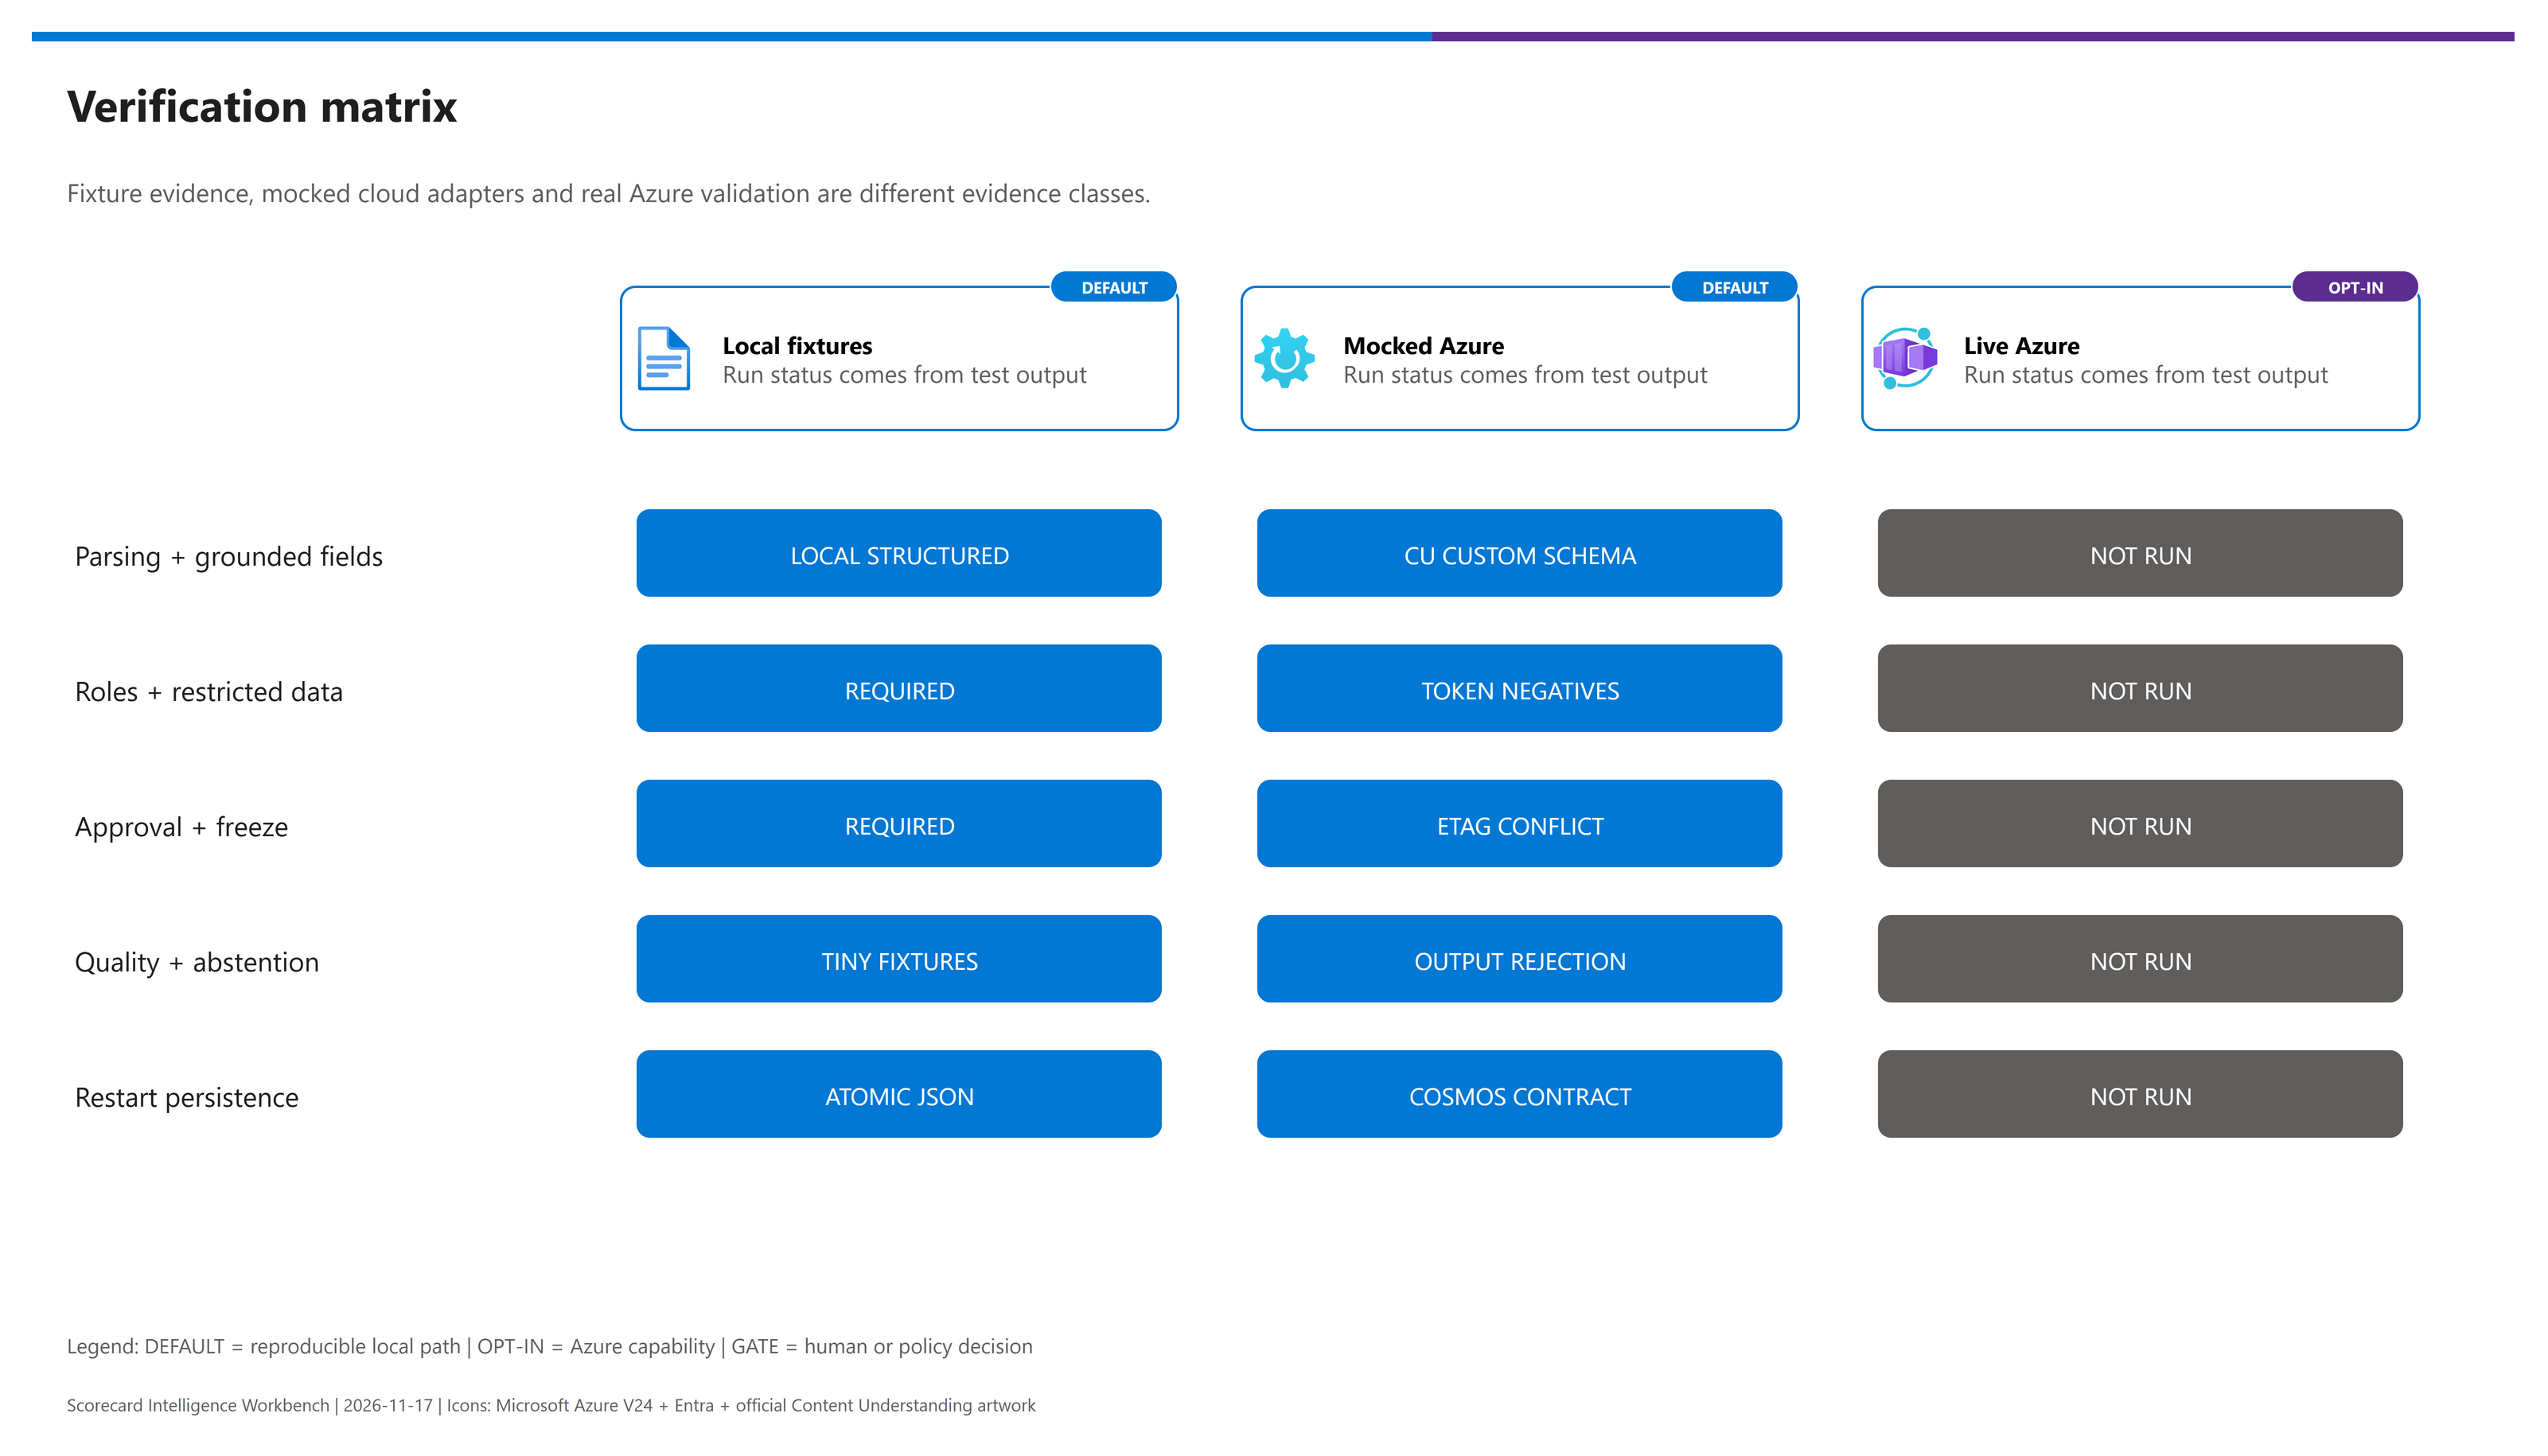 Verification matrix
Fixture evidence, mocked cloud adapters and real Azure validation are different evidence classes.
DEFAULT
Local fixtures
Run status comes from test output
DEFAULT
Mocked Azure
Run status comes from test output
OPT-IN
Live Azure
Run status comes from test output
Parsing + grounded fields
LOCAL STRUCTURED
CU CUSTOM SCHEMA
NOT RUN
Roles + restricted data
REQUIRED
TOKEN NEGATIVES
NOT RUN
Approval + freeze
REQUIRED
ETAG CONFLICT
NOT RUN
Quality + abstention
TINY FIXTURES
OUTPUT REJECTION
NOT RUN
Restart persistence
ATOMIC JSON
COSMOS CONTRACT
NOT RUN
Legend: DEFAULT = reproducible local path | OPT-IN = Azure capability | GATE = human or policy decision
Scorecard Intelligence Workbench | 2026-11-17 | Icons: Microsoft Azure V24 + Entra + official Content Understanding artwork